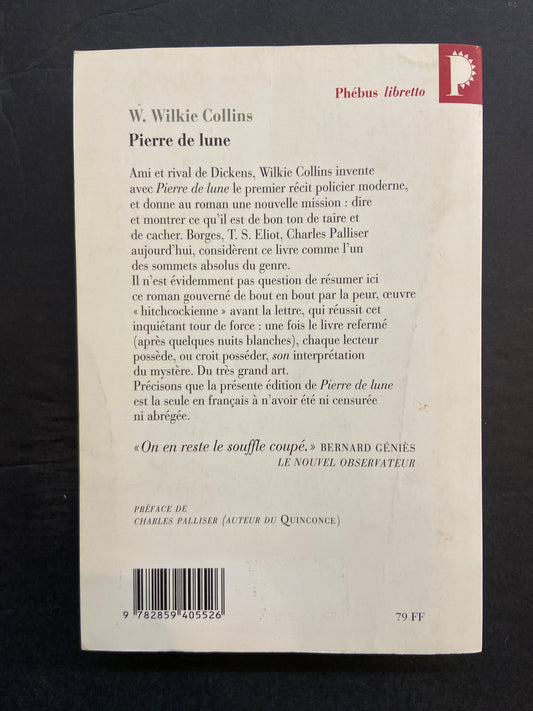 P
Phébus libretto
W. Wilkie Collins
Pierre de lune
Ami et rival de Dickens, Wilkie Collins invente
avec Pierre de lune le premier récit policier moderne,
et donne au roman une nouvelle mission : dire
et montrer ce qu'il est de bon ton de taire et
de cacher. Borges, T. S. Eliot, Charles Palliser
aujourd'hui, considèrent ce livre comme l'un
des sommets absolus du genre.
Il n'est évidemment pas question de résumer ici
ce roman gouverné de bout en bout par la peur, œuvre
« hitchcockienne » avant la lettre, qui réussit cet
inquiétant tour de force : une fois le livre refermé
(après quelques nuits blanches), chaque lecteur
possède, ou croit posséder, son interprétation
du mystère. Du très grand art.
Précisons que la présente édition de Pierre de lune
est la seule en français à n'avoir été ni censurée
ni abrégée.
« On en reste le souffle coupé. » BERNARD GÉNIÈS
LE NOUVEL OBSERVATEUR
PRÉFACE DE
CHARLES PALLISER (AUTEUR DU QUINCONCE)
9 782859 405526
79 FF